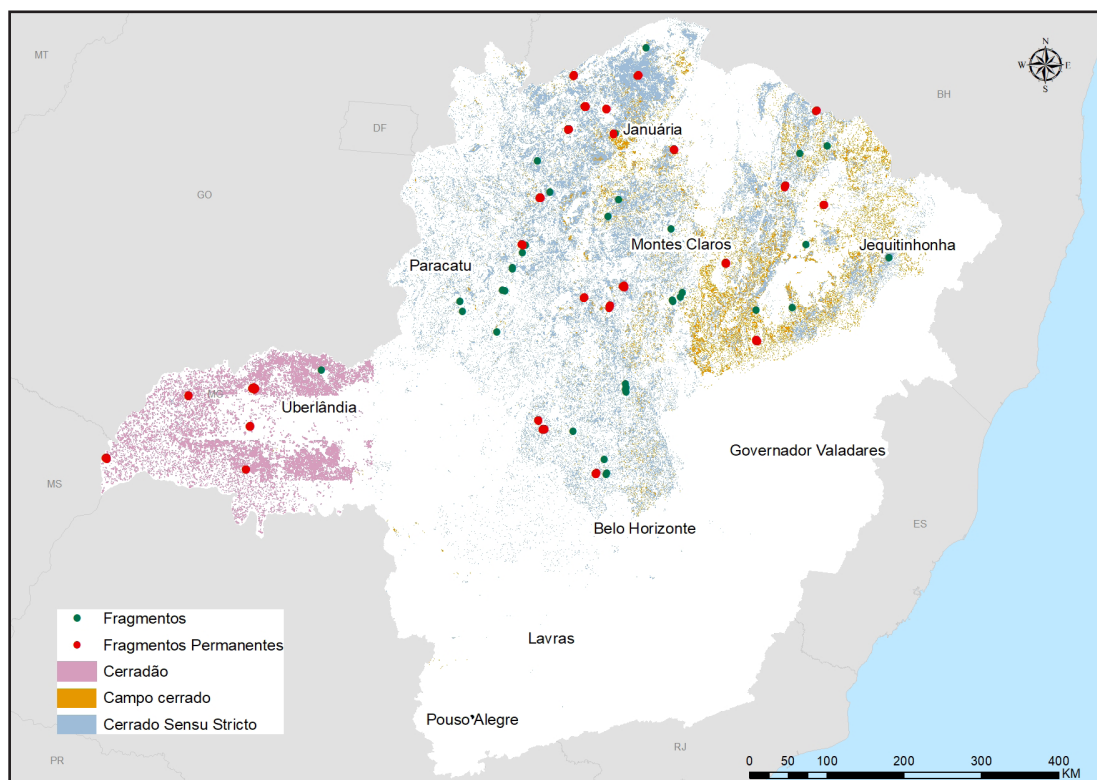 N
W E
S
MT
BH
DF
Januária
GO
Montes Claros
Jequitinhonha
Paracatu
MG
Uberlândia
Governador Valadares
MS
Belo Horizonte
ES
Fragmentos
Fragmentos Permanentes
Lavras
Cerradão
Campo cerrado
Cerrado Sensu Stricto
Pouso Alegre
PR
RJ
0 50 100 200 300 400
KM